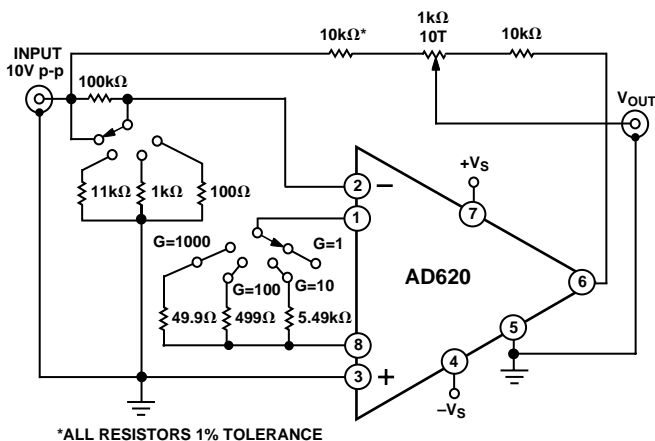 1kΩ
10kΩ*
10T
10kΩ
INPUT
10V p-p
100kΩ
VOUT
11kΩ
1kΩ
100Ω
+VS
2
−
7
1
G=1000
G=1
G=100
G=10
AD620
6
49.9Ω
499Ω
5.49kΩ
5
8
4
3
+
−VS
*ALL RESISTORS 1% TOLERANCE